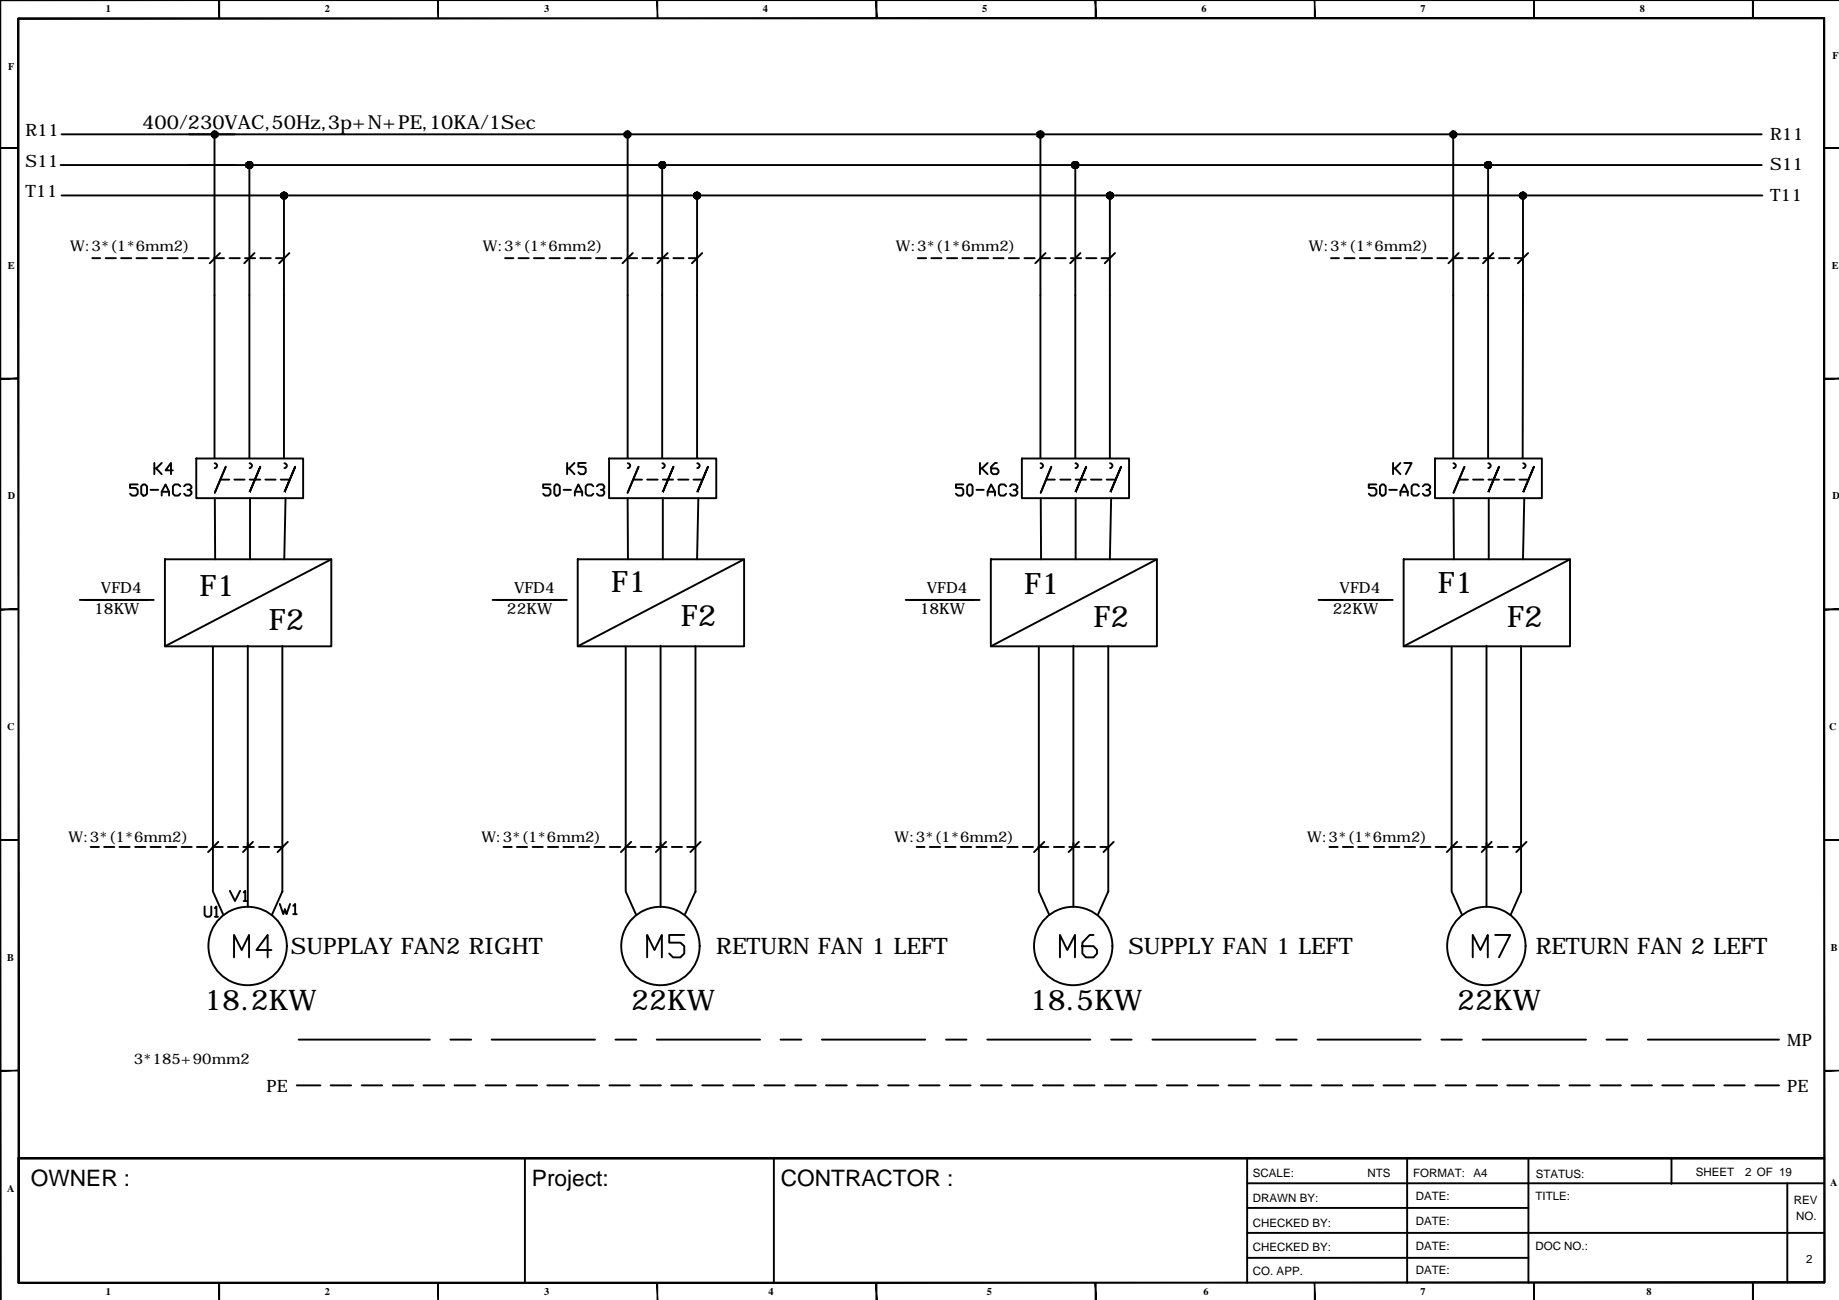 1 2 3 4 5 6 7 8
F F
400/230VAC,50Hz,3p+N+PE,10KA/1Sec
R11 R11
S11 S11
T11 T11
W:3*(1*6mm2) W:3*(1*6mm2) W:3*(1*6mm2) W:3*(1*6mm2)
E E
K4 K5 K6 K7
50-AC3 50-AC3 50-AC3 50-AC3
D D
VFD4 F1 VFD4 F1 VFD4 F1 VFD4 F1
18KW F2 22KW F2 18KW F2 22KW F2
C C
W:3*(1*6mm2) W:3*(1*6mm2) W:3*(1*6mm2) W:3*(1*6mm2)
U1 V1 W1
M4 SUPPLAY FAN2 RIGHT M5 RETURN FAN 1 LEFT M6 SUPPLY FAN 1 LEFT M7 RETURN FAN 2 LEFT
B B
18.2KW 22KW 18.5KW 22KW
MP
3*185+90mm2
PE PE
A A
OWNER : Project: CONTRACTOR :
SCALE: NTS FORMAT: A4 STATUS: SHEET 2 OF 19
DRAWN BY: DATE: TITLE: REV NO.
CHECKED BY: DATE:
CHECKED BY: DATE: DOC NO.: 2
CO. APP. DATE:
1 2 3 4 5 6 7 8